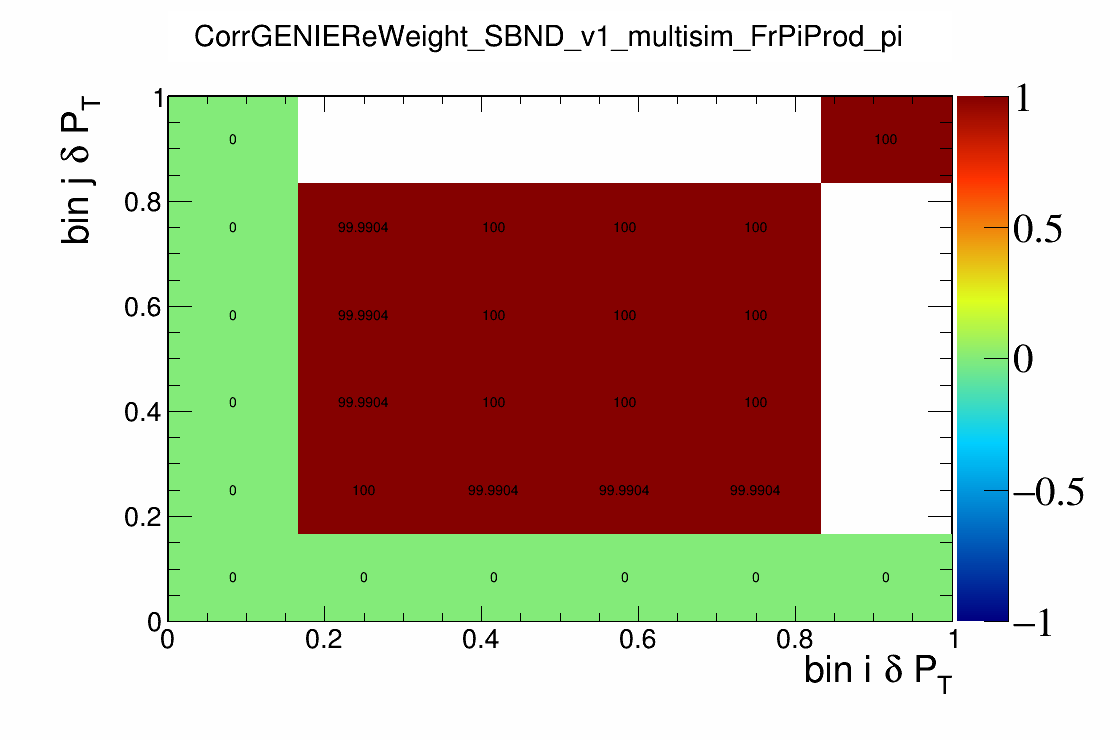 CorrGENIEReWeight_SBND_v1_multisim_FrPiProd_pi
bin j δ P_T
1
0.8
0.6
0.4
0.2
0
0 100
0 99.9904 100 100 100
0 99.9904 100 100 100
0 99.9904 100 100 100
0 100 99.9904 99.9904 99.9904
0 0 0 0 0 0
0 0.2 0.4 0.6 0.8 1
bin i δ P_T
1
0.5
0
−0.5
−1